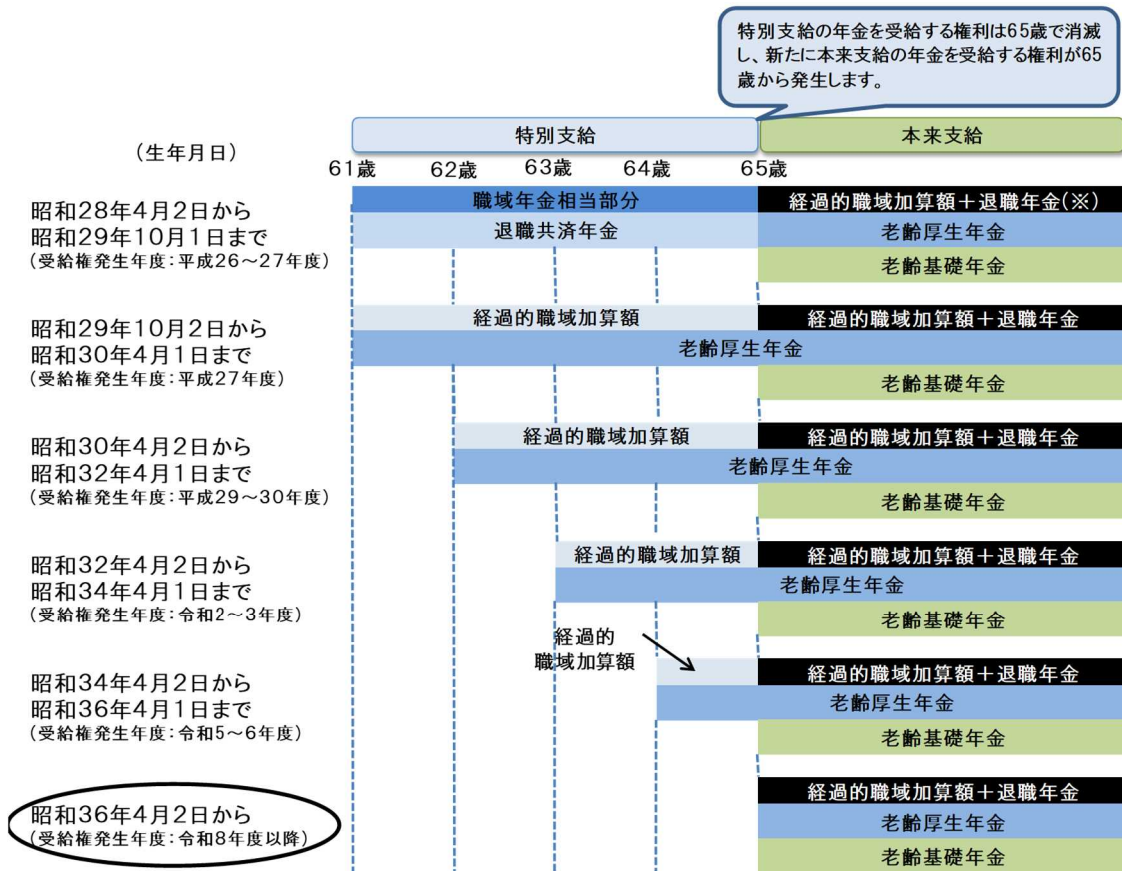 特別支給の年金を受給する権利は65歳で消滅
し、新たに本来支給の年金を受給する権利が65
歳から発生します。
特別支給
本来支給
(生年月日)
61歳
62歳
63歳
64歳
65歳
昭和28年4月2日から
昭和29年10月1日まで
(受給権発生年度:平成26～27年度)
職域年金相当部分
経過的職域加算額＋退職年金(※)
退職共済年金
老齢厚生年金
老齢基礎年金
昭和29年10月2日から
昭和30年4月1日まで
(受給権発生年度:平成27年度)
経過的職域加算額
経過的職域加算額＋退職年金
老齢厚生年金
老齢基礎年金
昭和30年4月2日から
昭和32年4月1日まで
(受給権発生年度:平成29～30年度)
経過的職域加算額
経過的職域加算額＋退職年金
老齢厚生年金
老齢基礎年金
昭和32年4月2日から
昭和34年4月1日まで
(受給権発生年度:令和2～3年度)
経過的職域加算額
経過的職域加算額＋退職年金
老齢厚生年金
老齢基礎年金
経過的
職域加算額
昭和34年4月2日から
昭和36年4月1日まで
(受給権発生年度:令和5～6年度)
経過的職域加算額＋退職年金
老齢厚生年金
老齢基礎年金
昭和36年4月2日から
(受給権発生年度:令和8年度以降)
経過的職域加算額＋退職年金
老齢厚生年金
老齢基礎年金